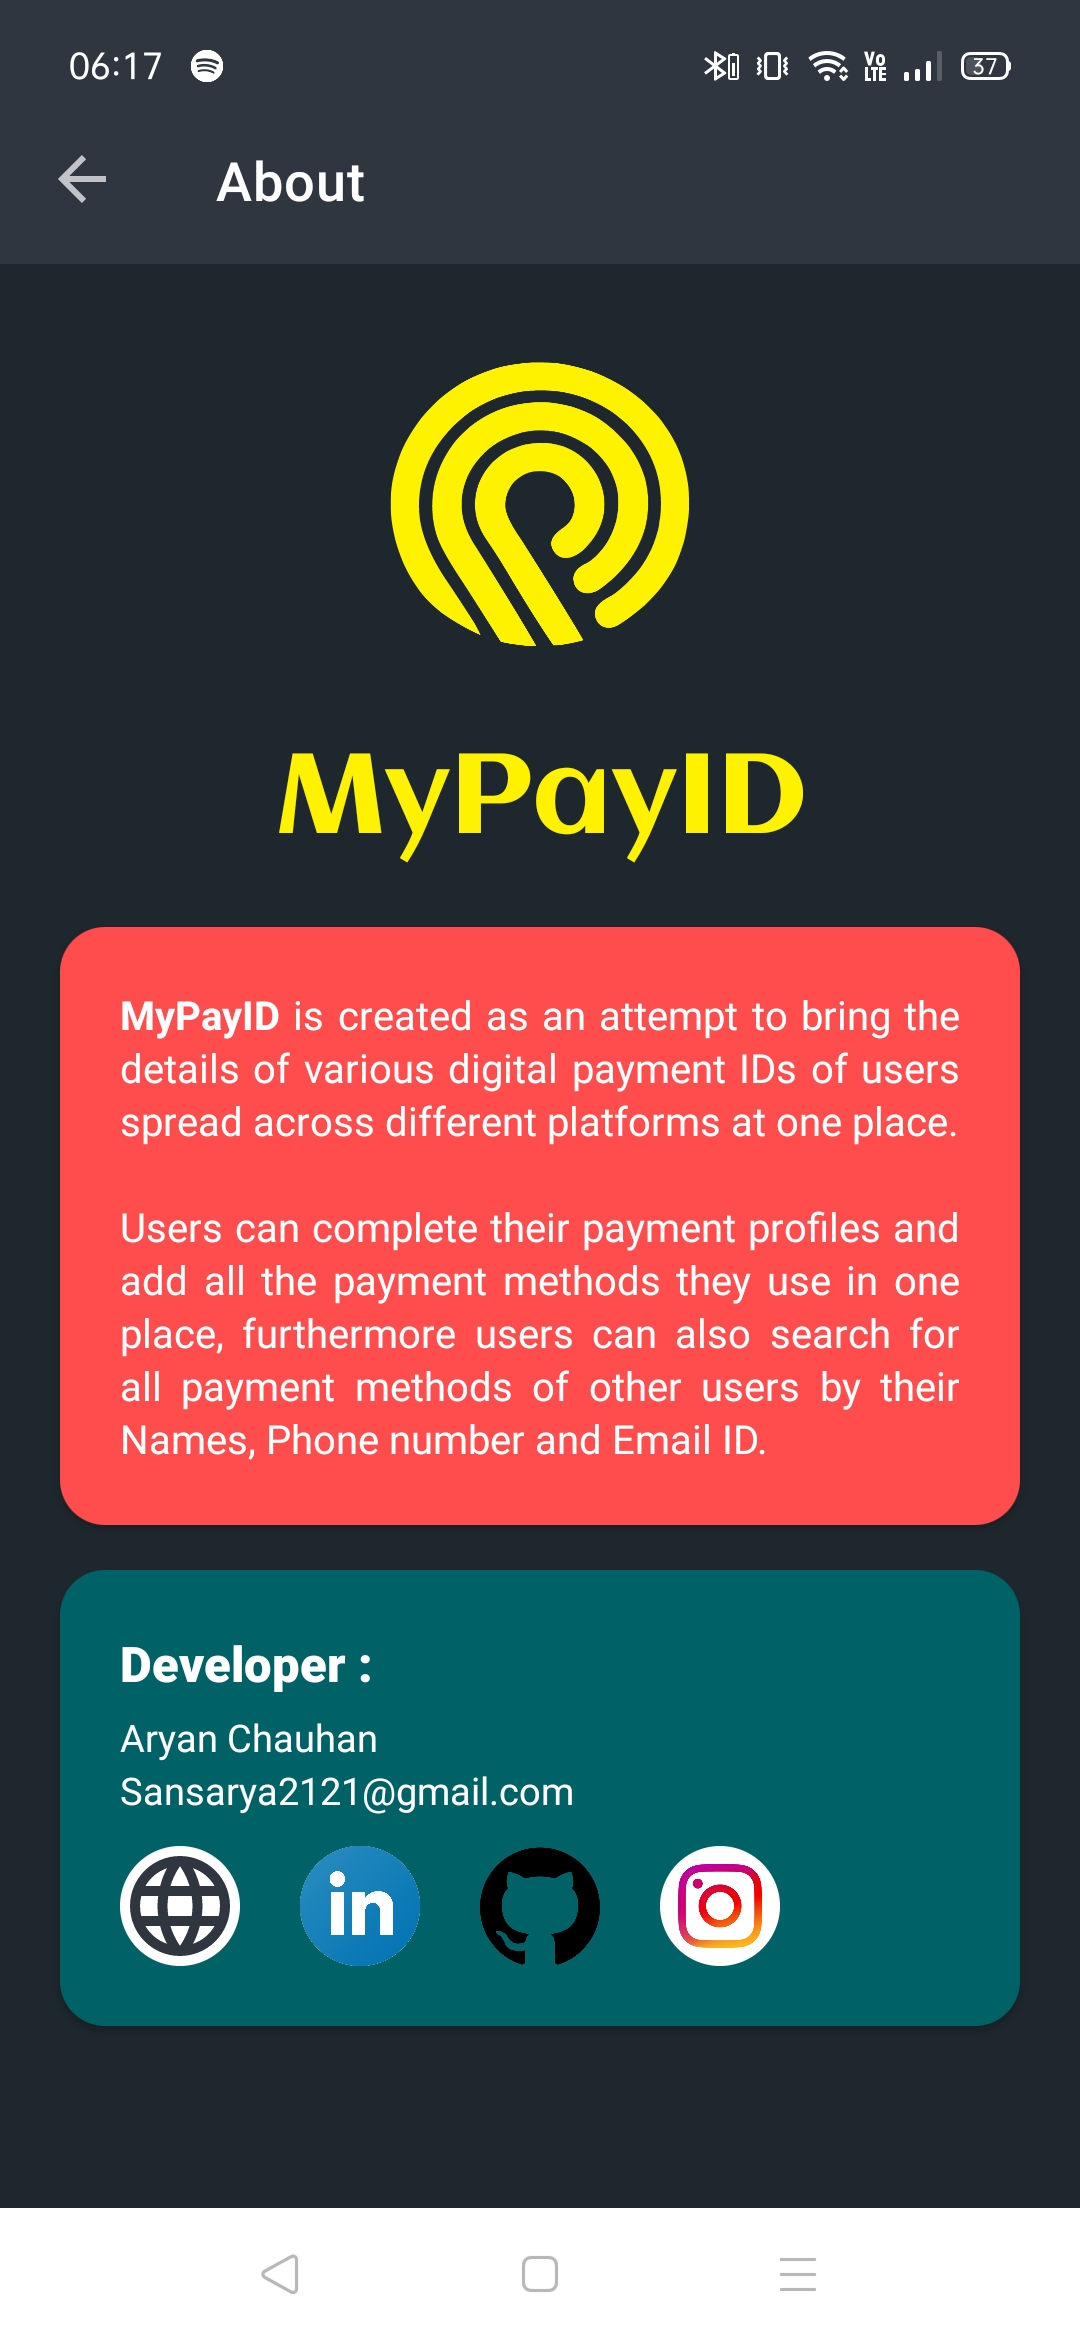 06:17
Vo
LTE
37
About
MyPayID
MyPayID is created as an attempt to bring the
details of various digital payment IDs of users
spread across different platforms at one place.
Users can complete their payment profiles and
add all the payment methods they use in one
place, furthermore users can also search for
all payment methods of other users by their
Names, Phone number and Email ID.
Developer :
Aryan Chauhan
Sansarya2121@gmail.com
in